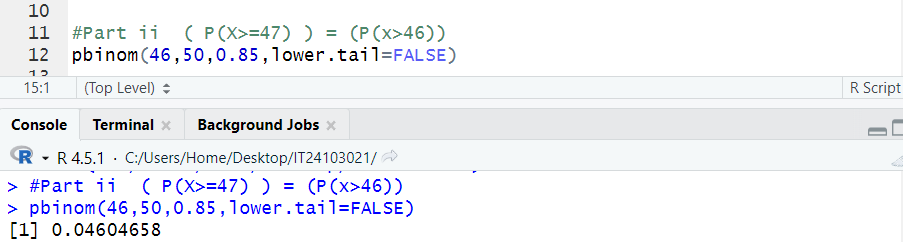 10
11 #Part ii  ( P(X>=47) ) = (P(x>46))
12 pbinom(46,50,0.85,lower.tail=FALSE)
13
15:1 (Top Level) R Script
Console Terminal Background Jobs
R 4.5.1 · C:/Users/Home/Desktop/IT24103021/
> #Part ii  ( P(X>=47) ) = (P(x>46))
> pbinom(46,50,0.85,lower.tail=FALSE)
[1] 0.04604658